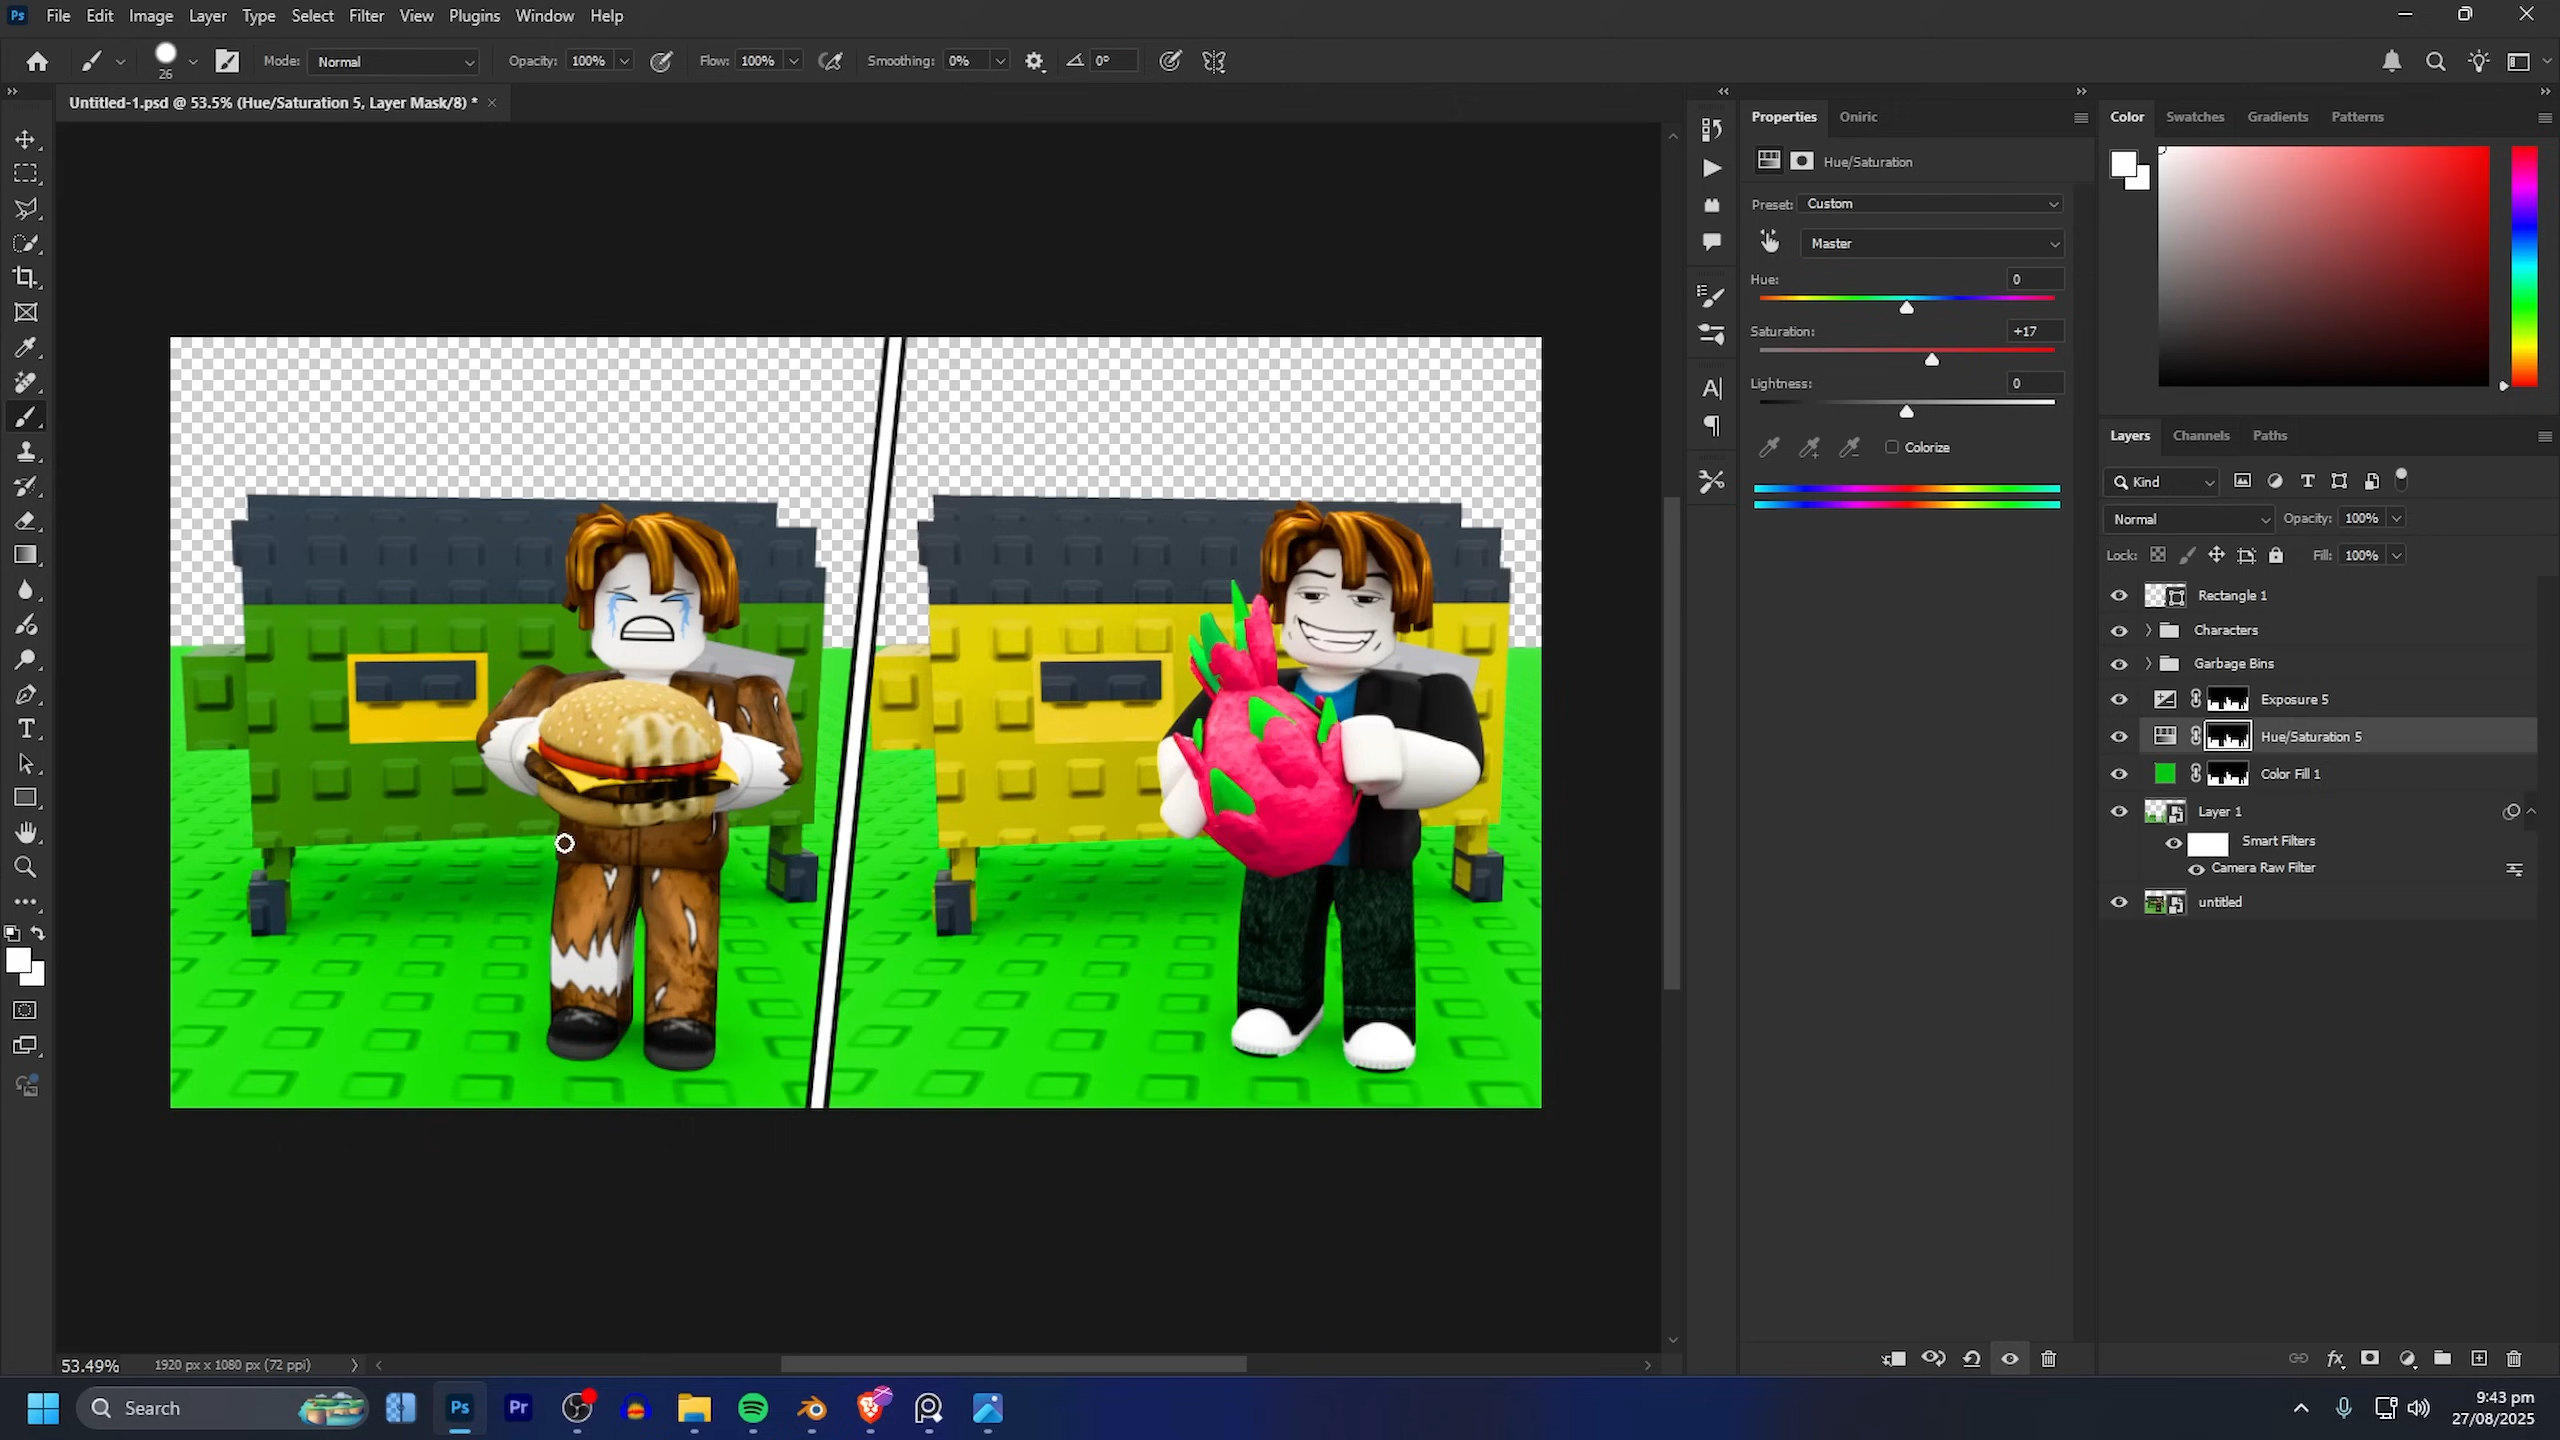 Ps File Edit Image Layer Type Select Filter View Plugins Window Help
26 Mode: Normal Opacity: 100% Flow: 100% Smoothing: 0% 0°
Untitled-1.psd @ 53.5% (Hue/Saturation 5, Layer Mask/8) *
Properties Oniric
Hue/Saturation
Preset: Custom
Master
Hue: 0
Saturation: +17
Lightness: 0
Colorize
Color Swatches Gradients Patterns
Layers Channels Paths
Kind
Normal Opacity: 100%
Lock: Fill: 100%
Rectangle 1
Characters
Garbage Bins
Exposure 5
Hue/Saturation 5
Color Fill 1
Layer 1
Smart Filters
Camera Raw Filter
untitled
53.49% 1920 px x 1080 px (72 ppi)
Search
Ps
Pr
9:43 pm
27/08/2025